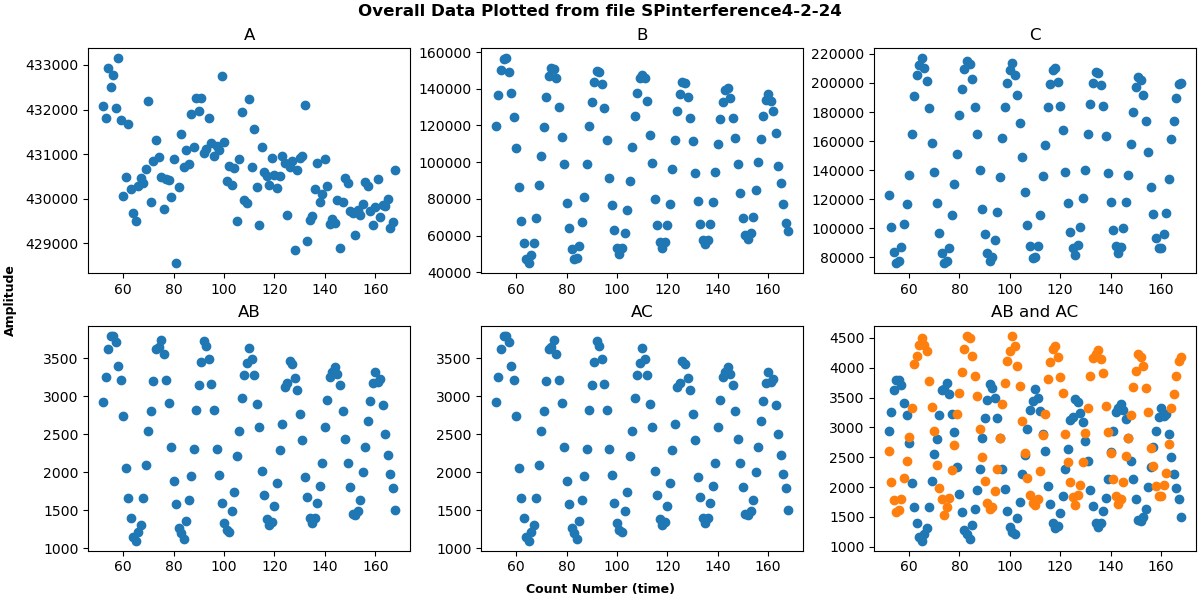 Overall Data Plotted from file SPinterference4-2-24
A
B
C
433000
432000
431000
430000
429000
60 80 100 120 140 160
160000
140000
120000
100000
80000
60000
40000
60 80 100 120 140 160
220000
200000
180000
160000
140000
120000
100000
80000
60 80 100 120 140 160
Amplitude
AB
AC
AB and AC
3500
3000
2500
2000
1500
1000
60 80 100 120 140 160
3500
3000
2500
2000
1500
1000
60 80 100 120 140 160
4500
4000
3500
3000
2500
2000
1500
1000
60 80 100 120 140 160
Count Number (time)